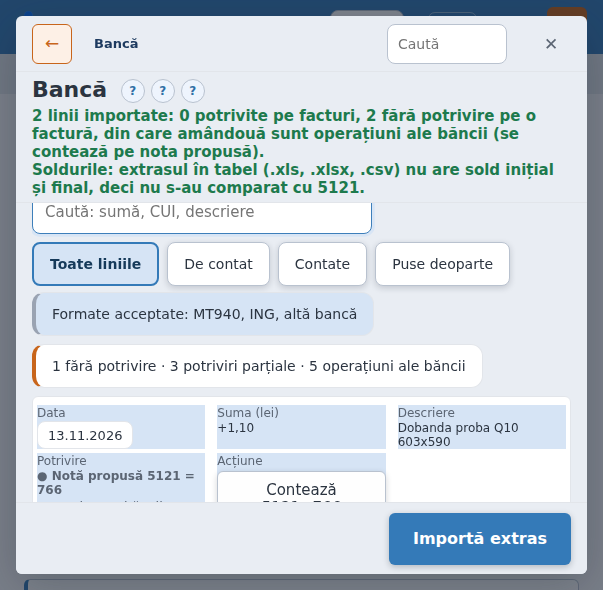 ←
Bancă
Caută
✕
Bancă ? ? ?
2 linii importate: 0 potrivite pe facturi, 2 fără potrivire pe o
factură, din care amândouă sunt operațiuni ale băncii (se
contează pe nota propusă).
Soldurile: extrasul în tabel (.xls, .xlsx, .csv) nu are sold inițial
și final, deci nu s-au comparat cu 5121.
Caută: sumă, CUI, descriere
Toate liniile
De contat
Contate
Puse deoparte
Formate acceptate: MT940, ING, altă bancă
1 fără potrivire · 3 potriviri parțiale · 5 operațiuni ale băncii
Data
13.11.2026
Suma (lei)
+1,10
Descriere
Dobanda proba Q10
603x590
Potrivire
● Notă propusă 5121 =
766
Acțiune
Contează
Importă extras